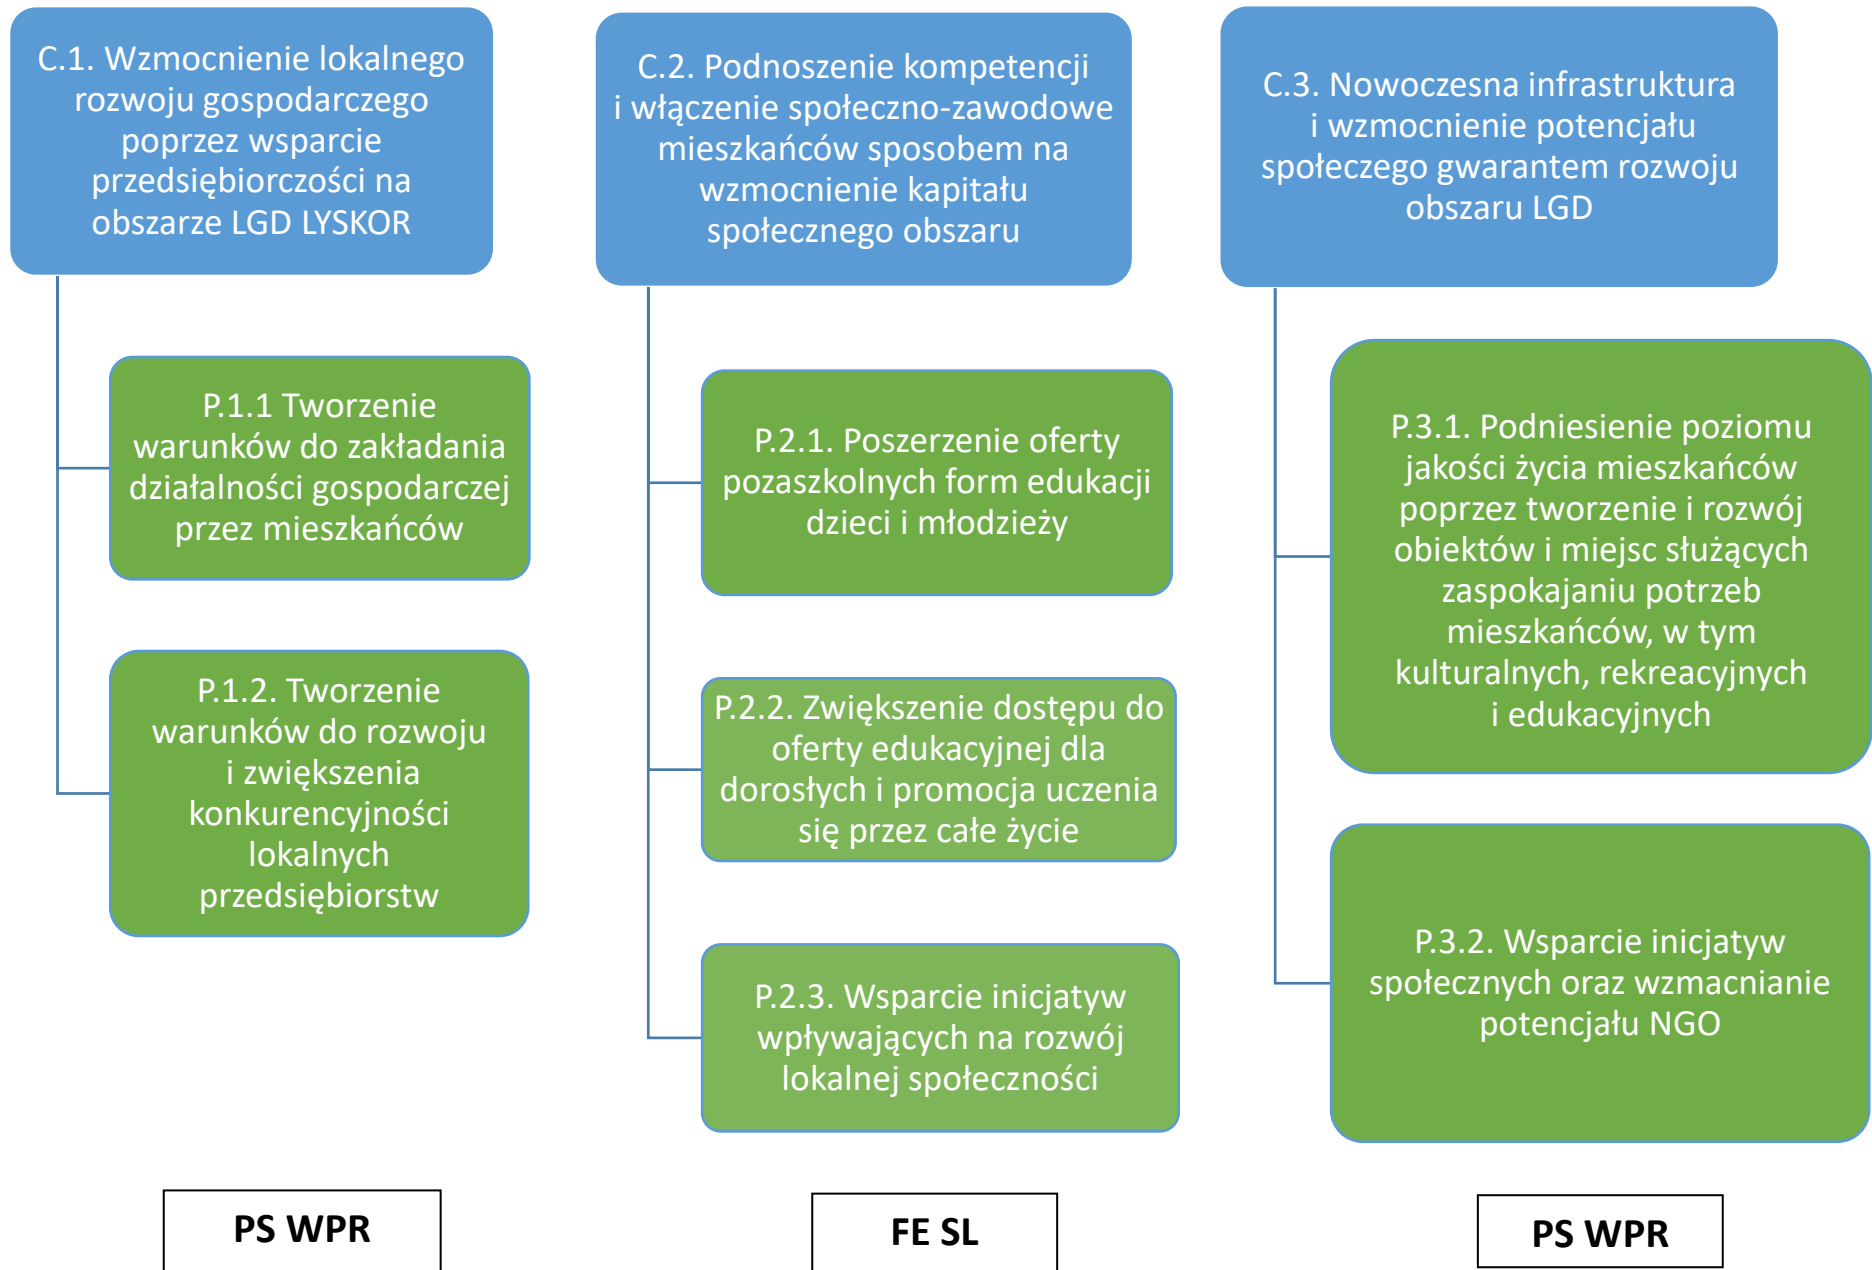 C.1. Wzmocnienie lokalnego
rozwoju gospodarczego
poprzez wsparcie
przedsiębiorczości na
obszarze LGD LYSKOR
P.1.1 Tworzenie
warunków do zakładania
działalności gospodarczej
przez mieszkańców
P.1.2. Tworzenie
warunków do rozwoju
i zwiększenia
konkurencyjności
lokalnych
przedsiębiorstw
PS WPR
C.2. Podnoszenie kompetencji
i włączenie społeczno-zawodowe
mieszkańców sposobem na
wzmocnienie kapitału
społecznego obszaru
P.2.1. Poszerzenie oferty
pozaszkolnych form edukacji
dzieci i młodzieży
P.2.2. Zwiększenie dostępu do
oferty edukacyjnej dla
dorosłych i promocja uczenia
się przez całe życie
P.2.3. Wsparcie inicjatyw
wpływających na rozwój
lokalnej społeczności
FE SL
C.3. Nowoczesna infrastruktura
i wzmocnienie potencjału
społeczego gwarantem rozwoju
obszaru LGD
P.3.1. Podniesienie poziomu
jakości życia mieszkańców
poprzez tworzenie i rozwój
obiektów i miejsc służących
zaspokajaniu potrzeb
mieszkańców, w tym
kulturalnych, rekreacyjnych
i edukacyjnych
P.3.2. Wsparcie inicjatyw
społecznych oraz wzmacnianie
potencjału NGO
PS WPR